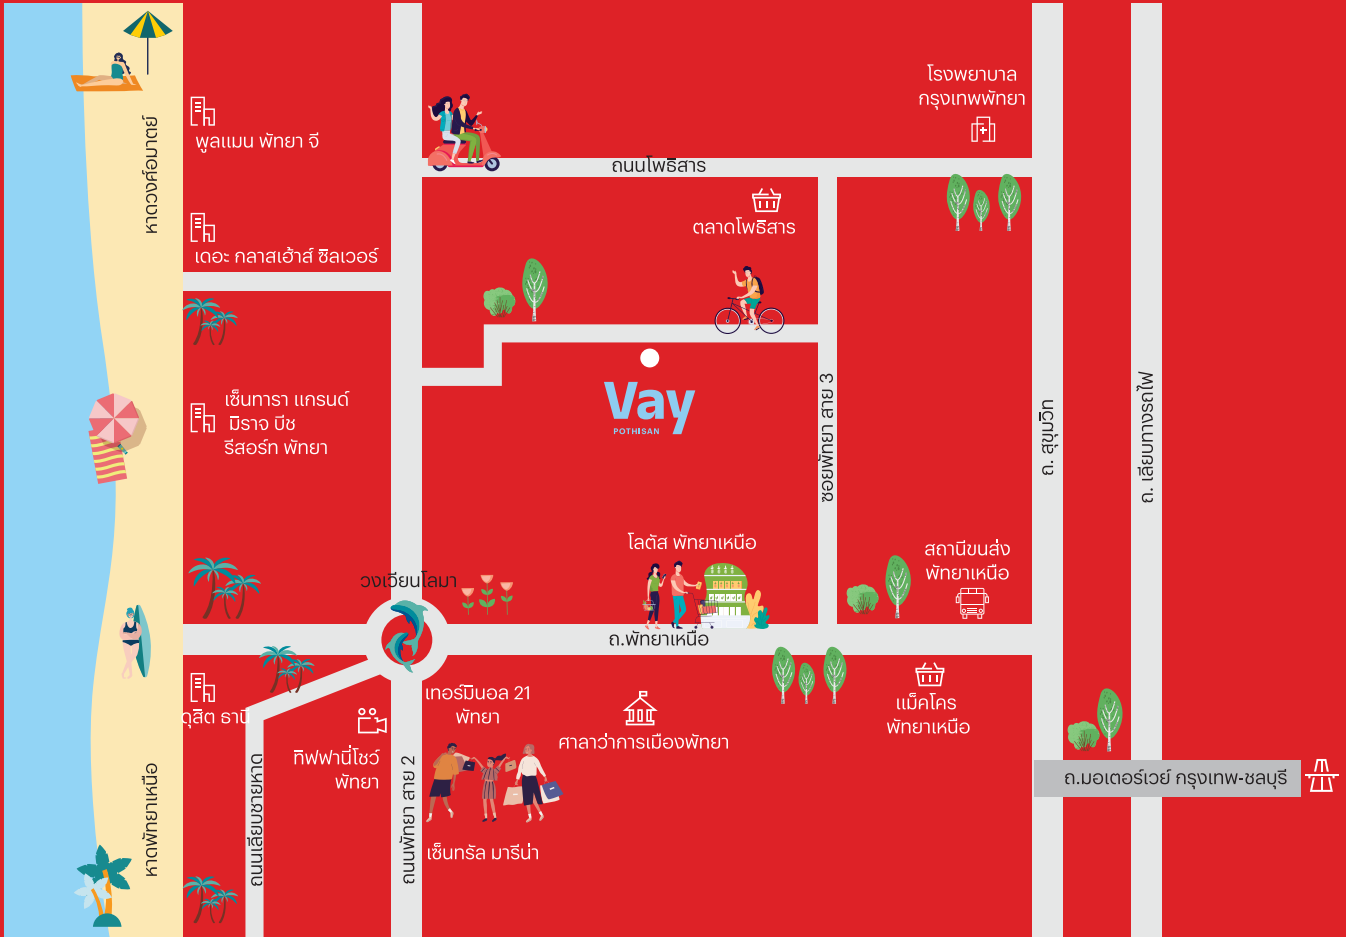 โรงพยาบาล
กรุงเทพพัทยา
พูลแมน พัทยา จี
หาดวงศ์อมาตย์
ถนนโพธิสาร
ตลาดโพธิสาร
เดอะ กลาสเฮ้าส์ ซิลเวอร์
เซ็นทารา แกรนด์
มิราจ บีช
รีสอร์ท พัทยา
Vay
POTHISAN
ซอยพัทยา สาย 3
ถ. สุขุมวิท
ถ. เลียบทางรถไฟ
โลตัส พัทยาเหนือ
สถานีขนส่ง
พัทยาเหนือ
วงเวียนโลมา
ถ.พัทยาเหนือ
ดุสิต ธานี
เทอร์มินอล 21
พัทยา
ศาลาว่าการเมืองพัทยา
แม็คโคร
พัทยาเหนือ
ทิฟฟานี่โชว์
พัทยา
ถ.มอเตอร์เวย์ กรุงเทพ-ชลบุรี
หาดพัทยาเหนือ
ถนนเลียบชายหาด
ถนนพัทยา สาย 2
เซ็นทรัล มารีน่า